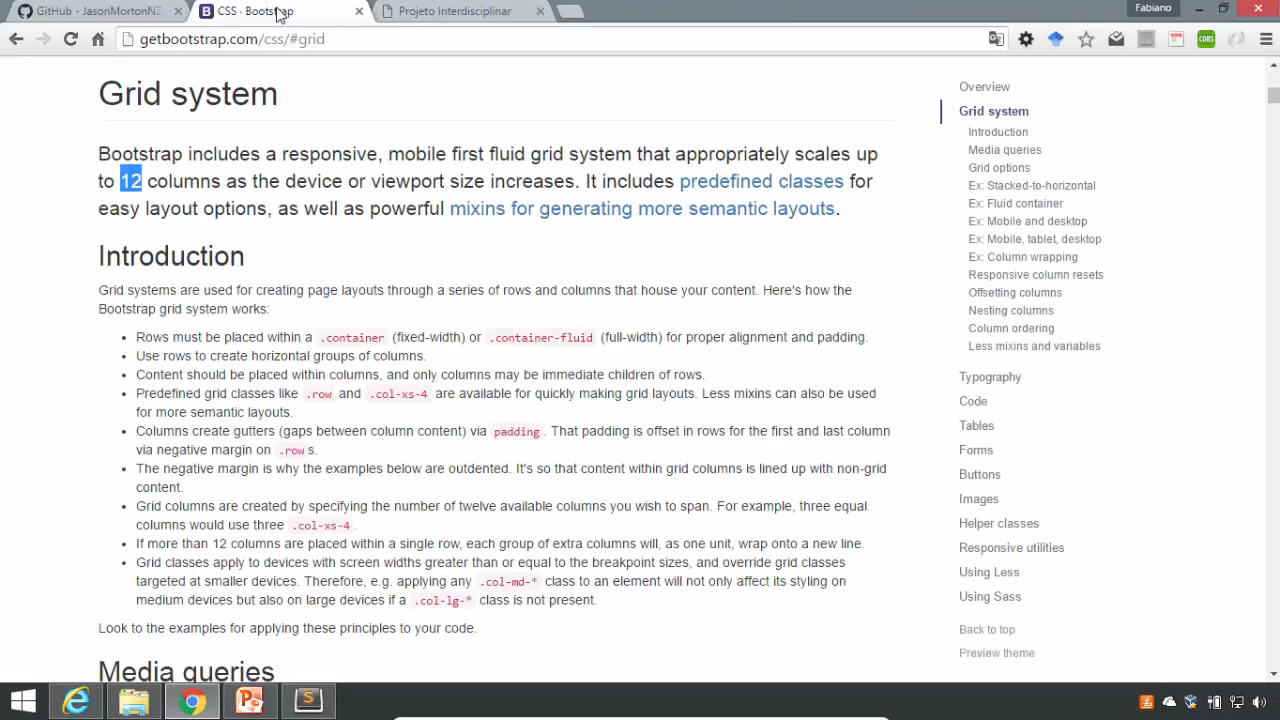 GitHub - JasonMortonNZ
CSS · Bootstrap
Projeto Interdisciplinar
Fabiano
getbootstrap.com/css/#grid
CORS
Grid system
Bootstrap includes a responsive, mobile first fluid grid system that appropriately scales up
to 12 columns as the device or viewport size increases. It includes predefined classes for
easy layout options, as well as powerful mixins for generating more semantic layouts.
Introduction
Grid systems are used for creating page layouts through a series of rows and columns that house your content. Here's how the
Bootstrap grid system works:
• Rows must be placed within a .container (fixed-width) or .container-fluid (full-width) for proper alignment and padding.
• Use rows to create horizontal groups of columns.
• Content should be placed within columns, and only columns may be immediate children of rows.
• Predefined grid classes like .row and .col-xs-4 are available for quickly making grid layouts. Less mixins can also be used
for more semantic layouts.
• Columns create gutters (gaps between column content) via padding. That padding is offset in rows for the first and last column
via negative margin on .rows.
• The negative margin is why the examples below are outdented. It's so that content within grid columns is lined up with non-grid
content.
• Grid columns are created by specifying the number of twelve available columns you wish to span. For example, three equal
columns would use three .col-xs-4.
• If more than 12 columns are placed within a single row, each group of extra columns will, as one unit, wrap onto a new line.
• Grid classes apply to devices with screen widths greater than or equal to the breakpoint sizes, and override grid classes
targeted at smaller devices. Therefore, e.g. applying any .col-md-* class to an element will not only affect its styling on
medium devices but also on large devices if a .col-lg-* class is not present.
Look to the examples for applying these principles to your code.
Media queries
Overview
Grid system
Introduction
Media queries
Grid options
Ex: Stacked-to-horizontal
Ex: Fluid container
Ex: Mobile and desktop
Ex: Mobile, tablet, desktop
Ex: Column wrapping
Responsive column resets
Offsetting columns
Nesting columns
Column ordering
Less mixins and variables
Typography
Code
Tables
Forms
Buttons
Images
Helper classes
Responsive utilities
Using Less
Using Sass
Back to top
Preview theme